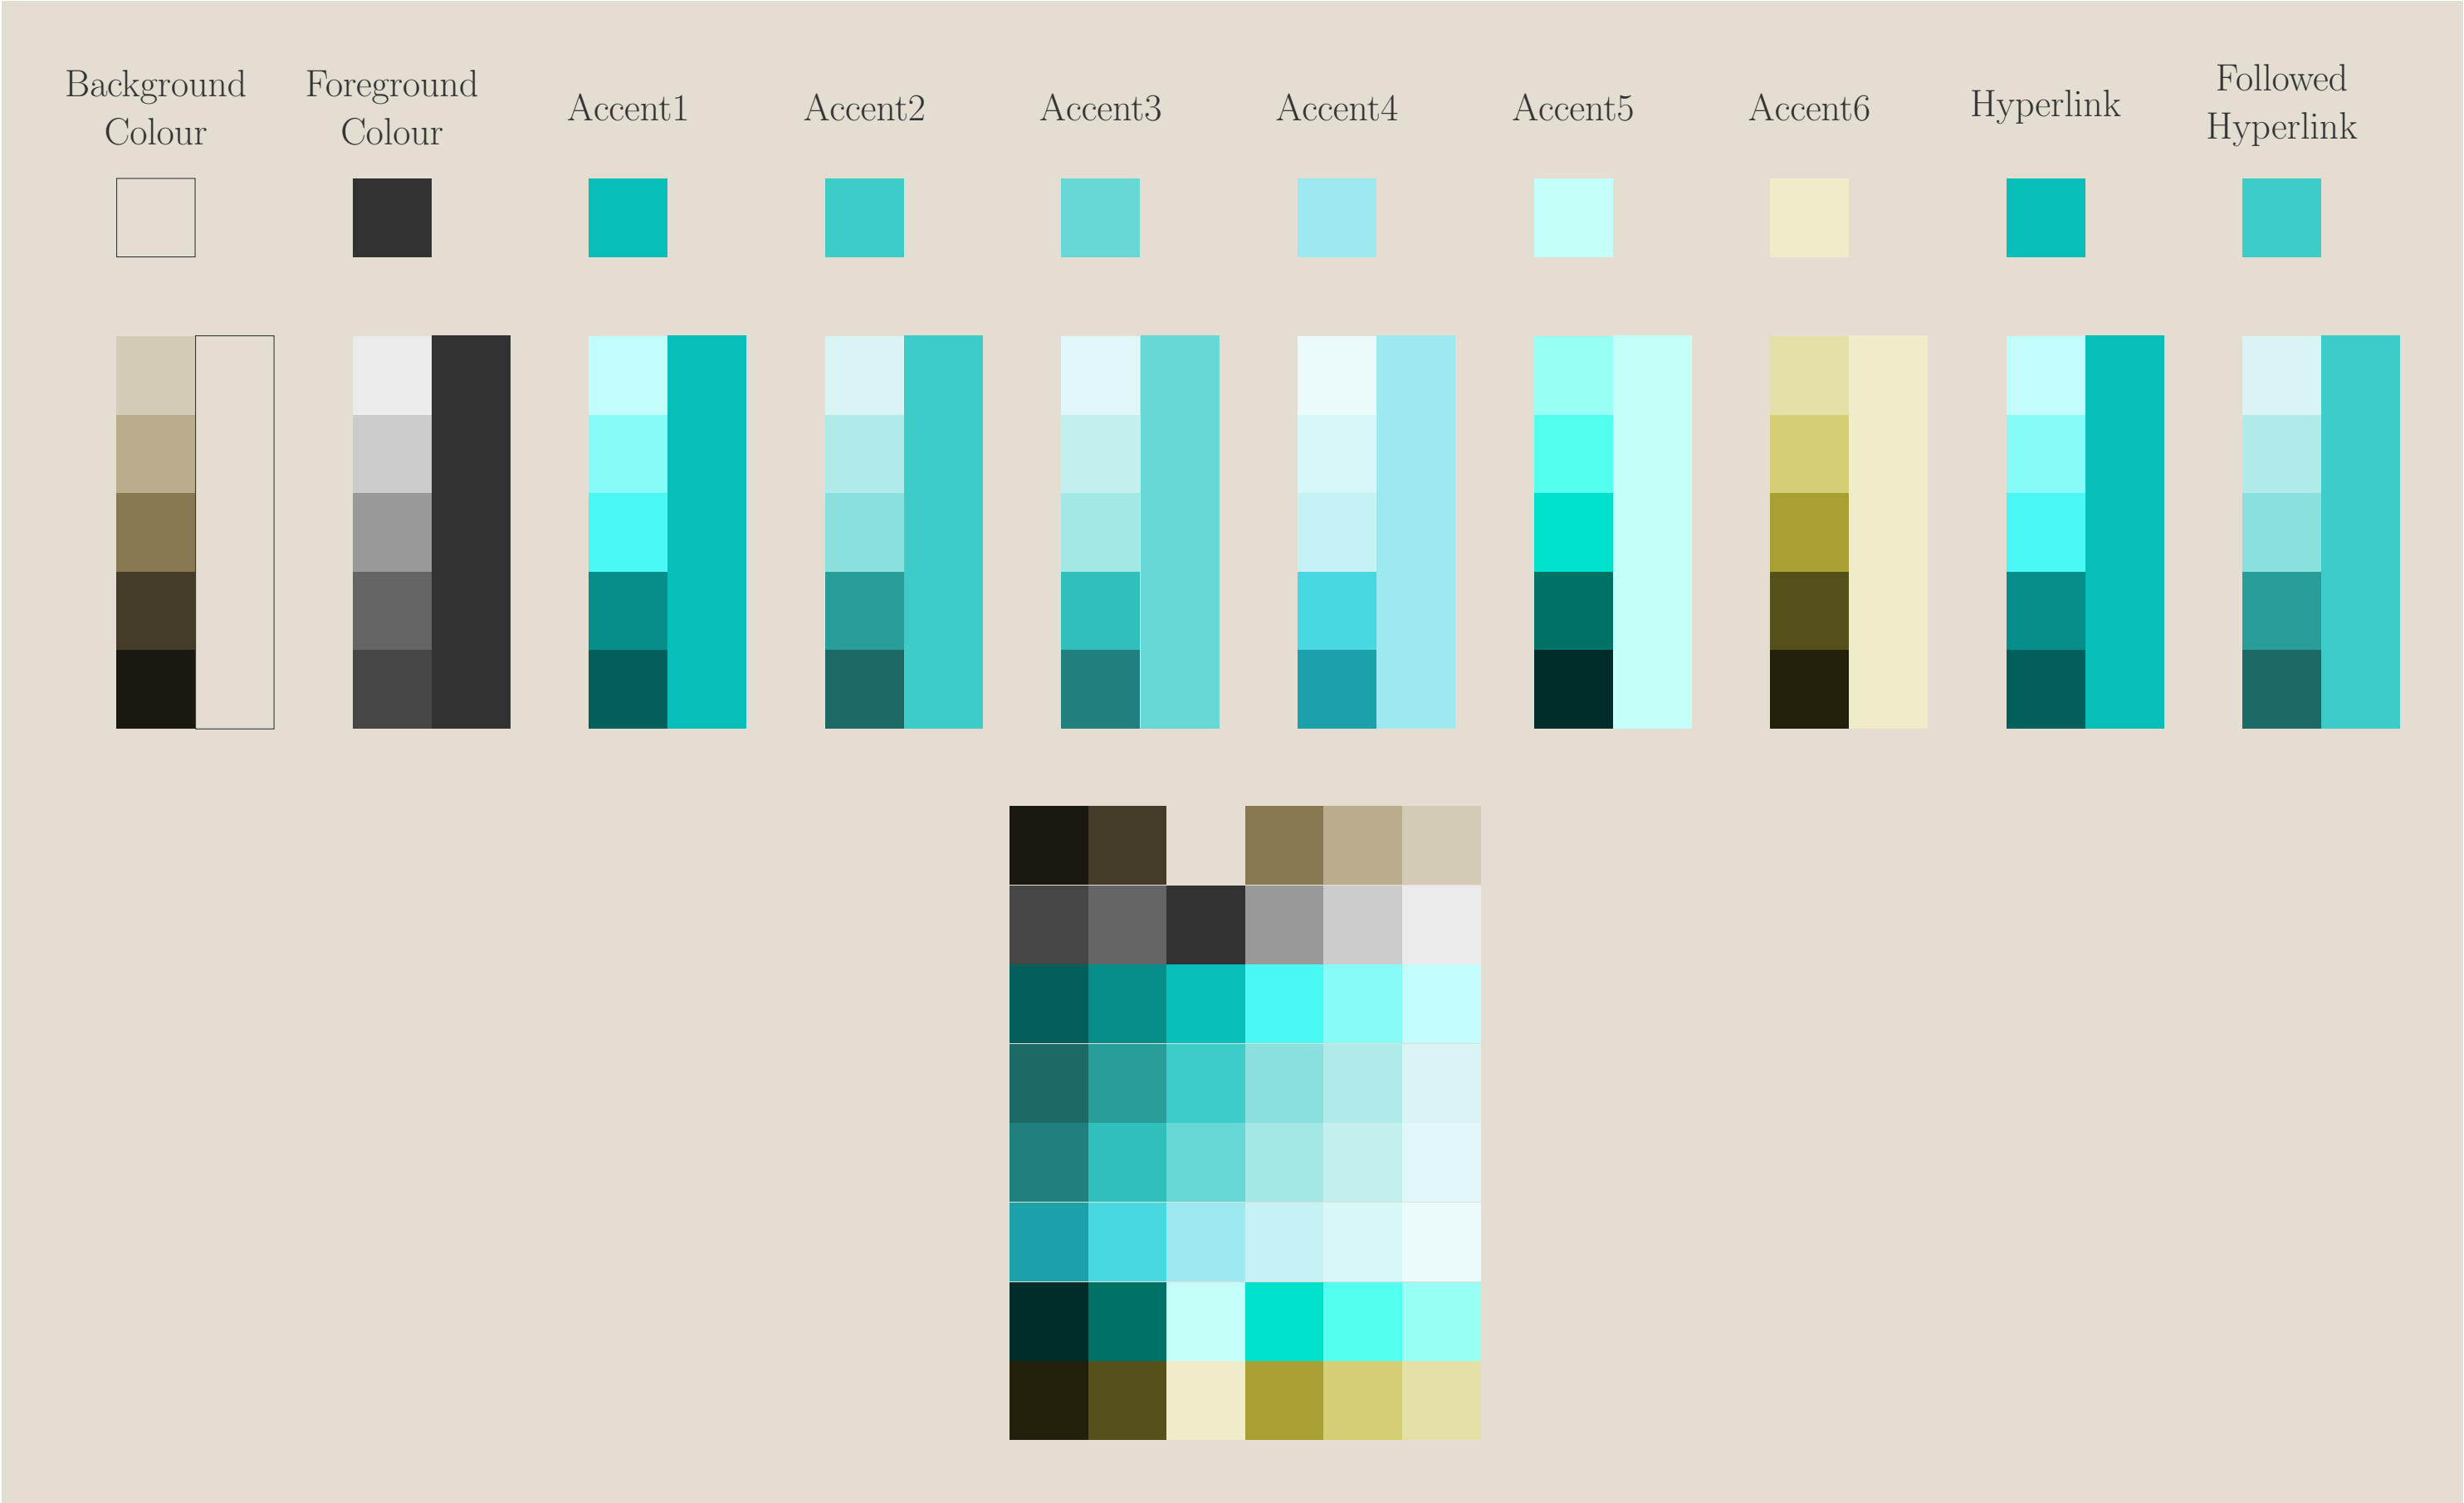 Background
Colour
Foreground
Colour
Accent1
Accent2
Accent3
Accent4
Accent5
Accent6
Hyperlink
Followed
Hyperlink